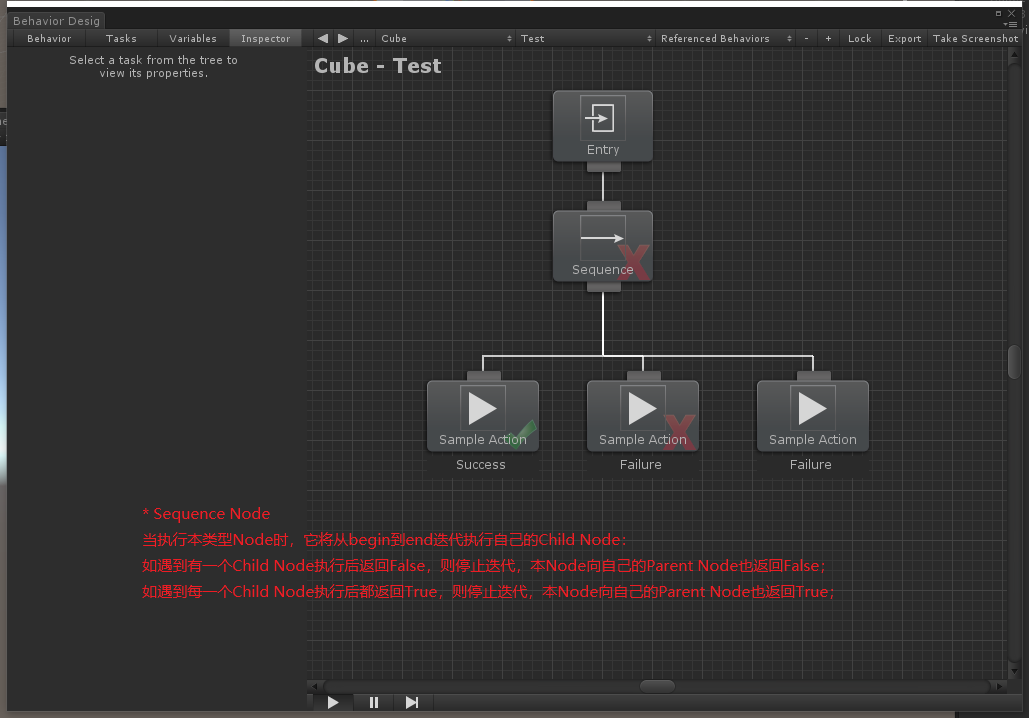 Behavior Desig
Behavior Tasks Variables Inspector ... Cube Test Referenced Behaviors - + Lock Export Take Screenshot
Select a task from the tree to
view its properties.
Cube - Test
Entry
Sequence
Sample Action Sample Action Sample Action
Success Failure Failure
* Sequence Node
当执行本类型Node时，它将从begin到end迭代执行自己的Child Node：
如遇到有一个Child Node执行后返回False，则停止迭代，本Node向自己的Parent Node也返回False；
如遇到每一个Child Node执行后都返回True，则停止迭代，本Node向自己的Parent Node也返回True；